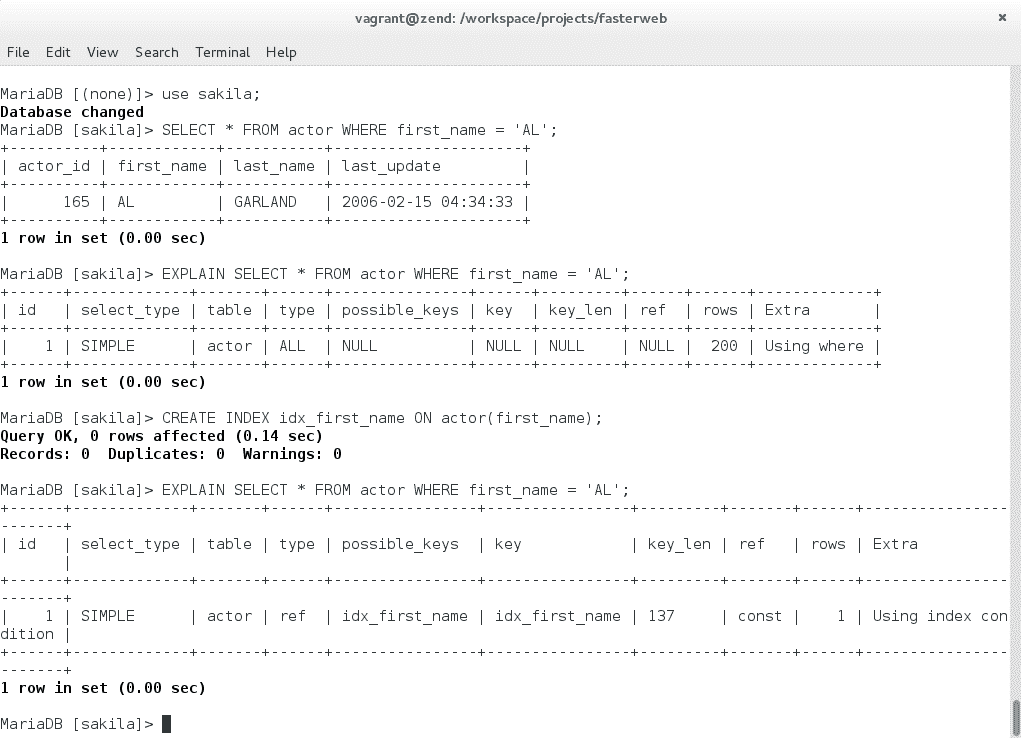 vagrant@zend: /workspace/projects/fasterweb ×
File Edit View Search Terminal Help
MariaDB [(none)]> use sakila;
Database changed
MariaDB [sakila]> SELECT * FROM actor WHERE first_name = 'AL';
+----------+------------+-----------+---------------------+
| actor_id | first_name | last_name | last_update         |
+----------+------------+-----------+---------------------+
|      165 | AL         | GARLAND   | 2006-02-15 04:34:33 |
+----------+------------+-----------+---------------------+
1 row in set (0.00 sec)
MariaDB [sakila]> EXPLAIN SELECT * FROM actor WHERE first_name = 'AL';
+------+-------------+-------+------+---------------+------+---------+------+------+-------------+
| id   | select_type | table | type | possible_keys | key  | key_len | ref  | rows | Extra       |
+------+-------------+-------+------+---------------+------+---------+------+------+-------------+
|    1 | SIMPLE      | actor | ALL  | NULL          | NULL | NULL    | NULL |  200 | Using where |
+------+-------------+-------+------+---------------+------+---------+------+------+-------------+
1 row in set (0.00 sec)
MariaDB [sakila]> CREATE INDEX idx_first_name ON actor(first_name);
Query OK, 0 rows affected (0.14 sec)
Records: 0  Duplicates: 0  Warnings: 0
MariaDB [sakila]> EXPLAIN SELECT * FROM actor WHERE first_name = 'AL';
+------+-------------+-------+------+----------------+----------------+---------+-------+------+----------------
-------+
| id   | select_type | table | type | possible_keys  | key            | key_len | ref   | rows | Extra
       |
+------+-------------+-------+------+----------------+----------------+---------+-------+------+----------------
-------+
|    1 | SIMPLE      | actor | ref  | idx_first_name | idx_first_name | 137     | const |    1 | Using index con
dition |
+------+-------------+-------+------+----------------+----------------+---------+-------+------+----------------
-------+
1 row in set (0.00 sec)
MariaDB [sakila]>